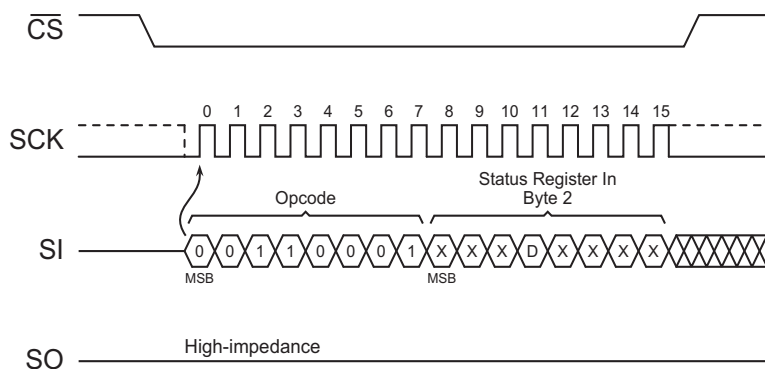 CS
0 1 2 3 4 5 6 7 8 9 10 11 12 13 14 15
SCK
Status Register In
Byte 2
Opcode
SI
0 0 1 1 0 0 0 1 X X X D X X X X
MSB MSB
High-impedance
SO